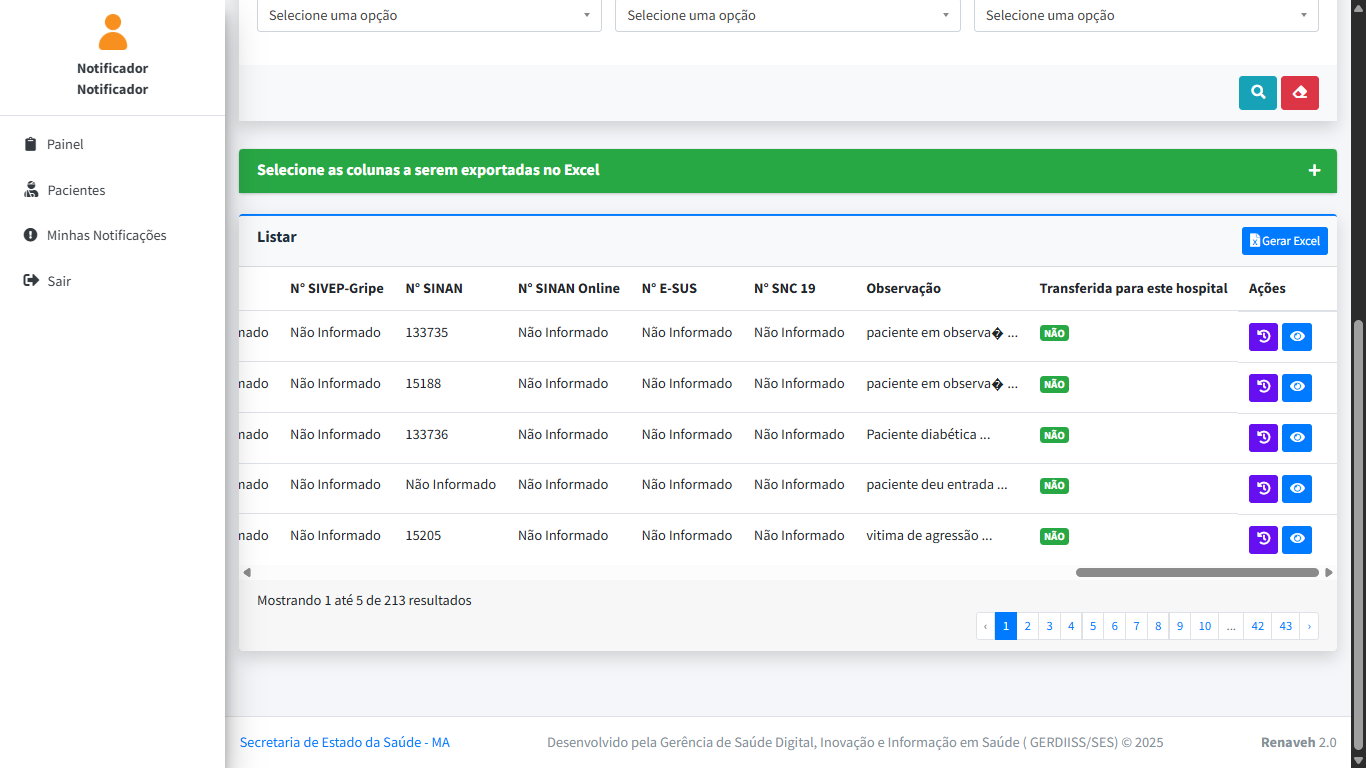 Notificador
Notificador
Painel
Pacientes
Minhas Notificações
Sair
Selecione uma opção Selecione uma opção Selecione uma opção
Selecione as colunas a serem exportadas no Excel +
Listar Gerar Excel
N° SIVEP-Gripe N° SINAN N° SINAN Online N° E-SUS N° SNC 19 Observação Transferida para este hospital Ações
mado Não Informado 133735 Não Informado Não Informado Não Informado paciente em observa� ... NÃO
mado Não Informado 15188 Não Informado Não Informado Não Informado paciente em observa� ... NÃO
mado Não Informado 133736 Não Informado Não Informado Não Informado Paciente diabética ... NÃO
mado Não Informado Não Informado Não Informado Não Informado Não Informado paciente deu entrada ... NÃO
mado Não Informado 15205 Não Informado Não Informado Não Informado vitima de agressão ... NÃO
Mostrando 1 até 5 de 213 resultados
‹ 1 2 3 4 5 6 7 8 9 10 ... 42 43 ›
Secretaria de Estado da Saúde - MA Desenvolvido pela Gerência de Saúde Digital, Inovação e Informação em Saúde ( GERDIISS/SES) © 2025 Renaveh 2.0